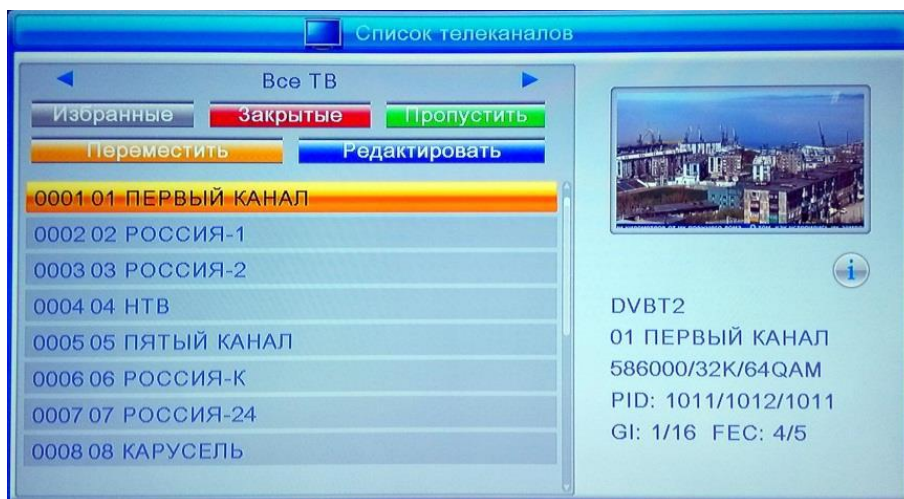 Список телеканалов
Все ТВ
Избранные Закрытые Пропустить
Переместить Редактировать
0001 01 ПЕРВЫЙ КАНАЛ
0002 02 РОССИЯ-1
0003 03 РОССИЯ-2
0004 04 НТВ
0005 05 ПЯТЫЙ КАНАЛ
0006 06 РОССИЯ-К
0007 07 РОССИЯ-24
0008 08 КАРУСЕЛЬ
i
DVBT2
01 ПЕРВЫЙ КАНАЛ
586000/32K/64QAM
PID: 1011/1012/1011
GI: 1/16 FEC: 4/5